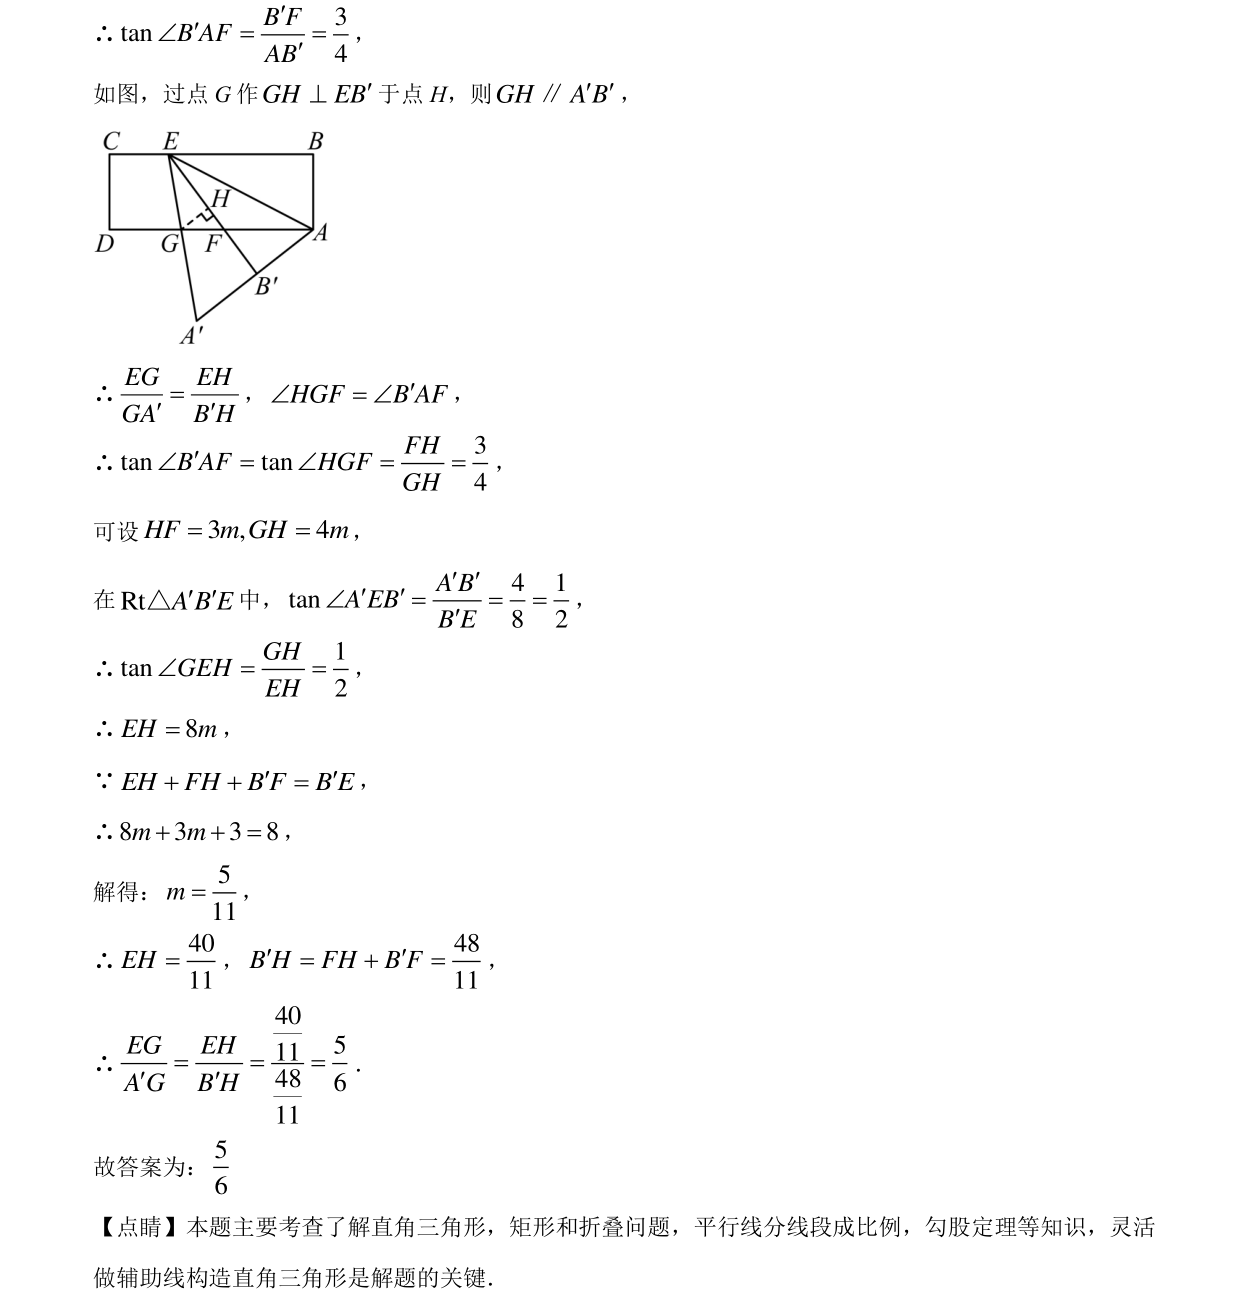 ∴ tan ∠B′AF = B′F/AB′ = 3/4，
如图，过点 G 作 GH ⊥ EB′ 于点 H，则 GH ∥ A′B′，
C E B
H
D G F A
B′
A′
∴ EG/GA′ = EH/B′H， ∠HGF = ∠B′AF，
∴ tan ∠B′AF = tan ∠HGF = FH/GH = 3/4，
可设 HF = 3m, GH = 4m，
在 Rt△A′B′E 中， tan ∠A′EB′ = A′B′/B′E = 4/8 = 1/2，
∴ tan ∠GEH = GH/EH = 1/2，
∴ EH = 8m，
∵ EH + FH + B′F = B′E，
∴ 8m + 3m + 3 = 8，
解得： m = 5/11，
∴ EH = 40/11， B′H = FH + B′F = 48/11，
∴ EG/A′G = EH/B′H = (40/11)/(48/11) = 5/6 .
故答案为： 5/6
【点睛】本题主要考查了解直角三角形，矩形和折叠问题，平行线分线段成比例，勾股定理等知识，灵活
做辅助线构造直角三角形是解题的关键．